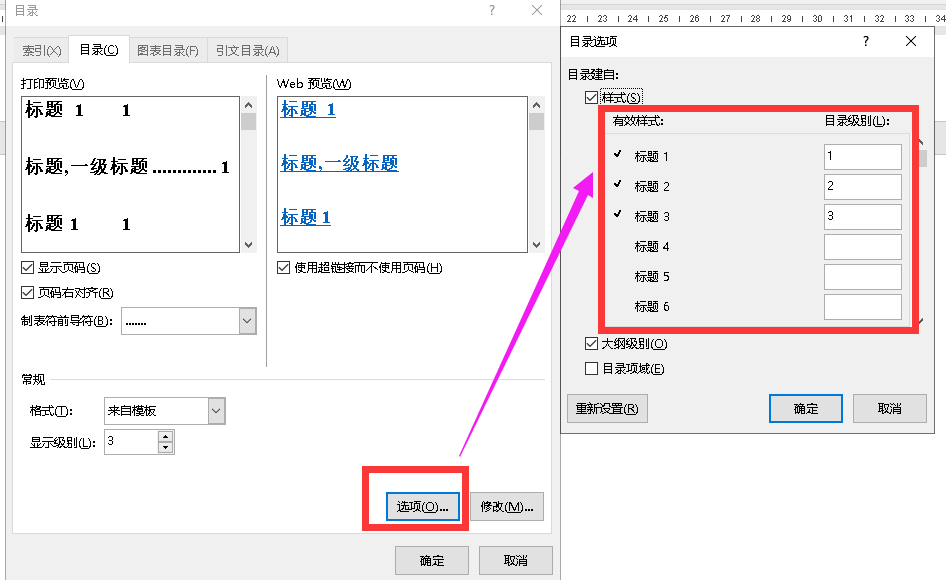 目录 ?
索引(X) 目录(C) 图表目录(F) 引文目录(A)
打印预览(V)
标题 1 1
标题,一级标题.............1
标题 1 1
Web 预览(W)
标题 1
标题,一级标题
标题 1
显示页码(S)
页码右对齐(R)
制表符前导符(B): .......
使用超链接而不使用页码(H)
常规
格式(T): 来自模板
显示级别(L): 3
选项(O)... 修改(M)...
确定 取消
22 23 24 25 26 27 28 29 30 31 32 33 34
目录选项 ?
目录建自:
样式(S)
有效样式: 目录级别(L):
✓ 标题 1 1
✓ 标题 2 2
✓ 标题 3 3
标题 4
标题 5
标题 6
大纲级别(O)
目录项域(E)
重新设置(R) 确定 取消